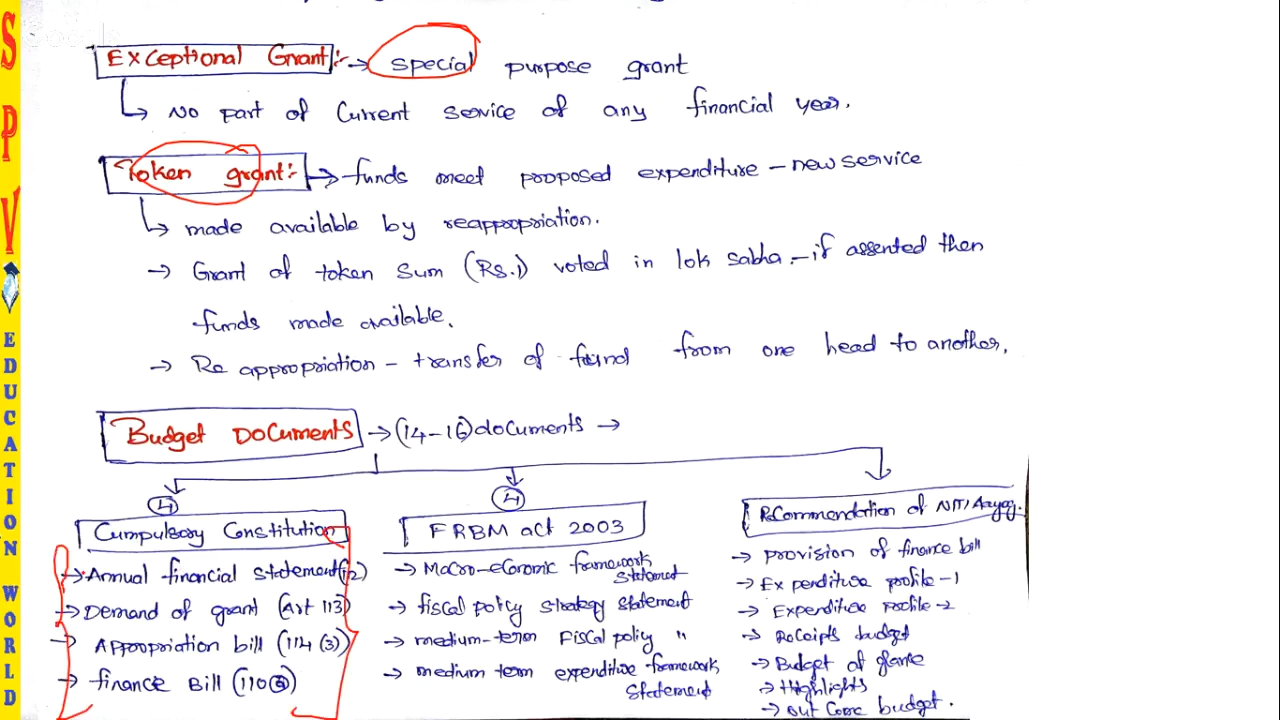 SPV EDUCATION WORLD
Exceptional Grant:- → special purpose grant
↳ No part of Current Service of any financial year.
Token grant:- → funds meet proposed expenditure - new service
↳ made available by reappropriation.
→ Grant of token Sum (Rs.1) voted in lok sabha - if assented then
funds made available.
→ Re appropriation - transfer of fund from one head to another.
Budget Documents → (14-16) documents →
④ Cumpulsory Constitution
→ Annual financial statement (112)
→ Demand of grant (Art 113)
→ Appropriation bill (114 (3))
→ finance Bill (110
④ FRBM act 2003
→ Macro-economic framework
statement
→ fiscal policy strategy statement
→ medium-term Fiscal policy "
→ medium term expenditure framework
statement
Recommendation of NITI Aayog.
→ provision of finance bill
→ Expenditure profile - 1
→ Expenditure Profile - 2
→ Receipts budget
→ Budget at glance
→ Highlights
→ out Come budget.